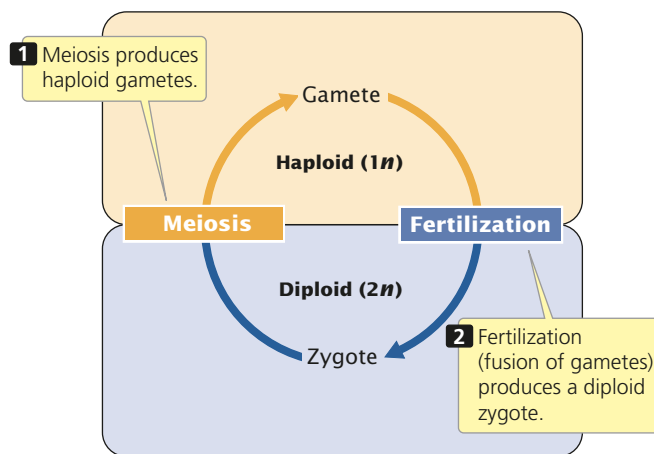 1 Meiosis produces
haploid gametes.
Gamete
Haploid (1n)
Meiosis
Fertilization
Diploid (2n)
Zygote
2 Fertilization
(fusion of gametes)
produces a diploid
zygote.